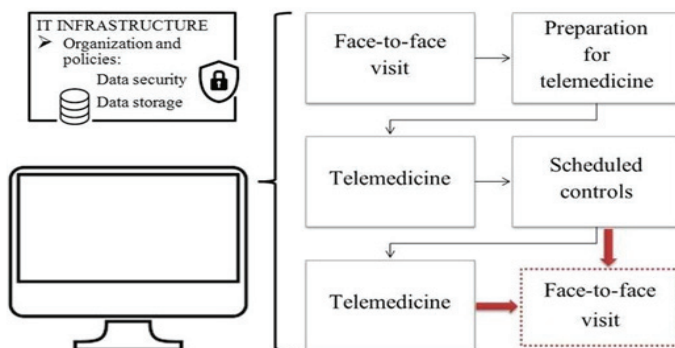 IT INFRASTRUCTURE
➢ Organization and
policies:
Data security
Data storage
Face-to-face
visit
Preparation
for
telemedicine
Telemedicine
Scheduled
controls
Telemedicine
Face-to-face
visit